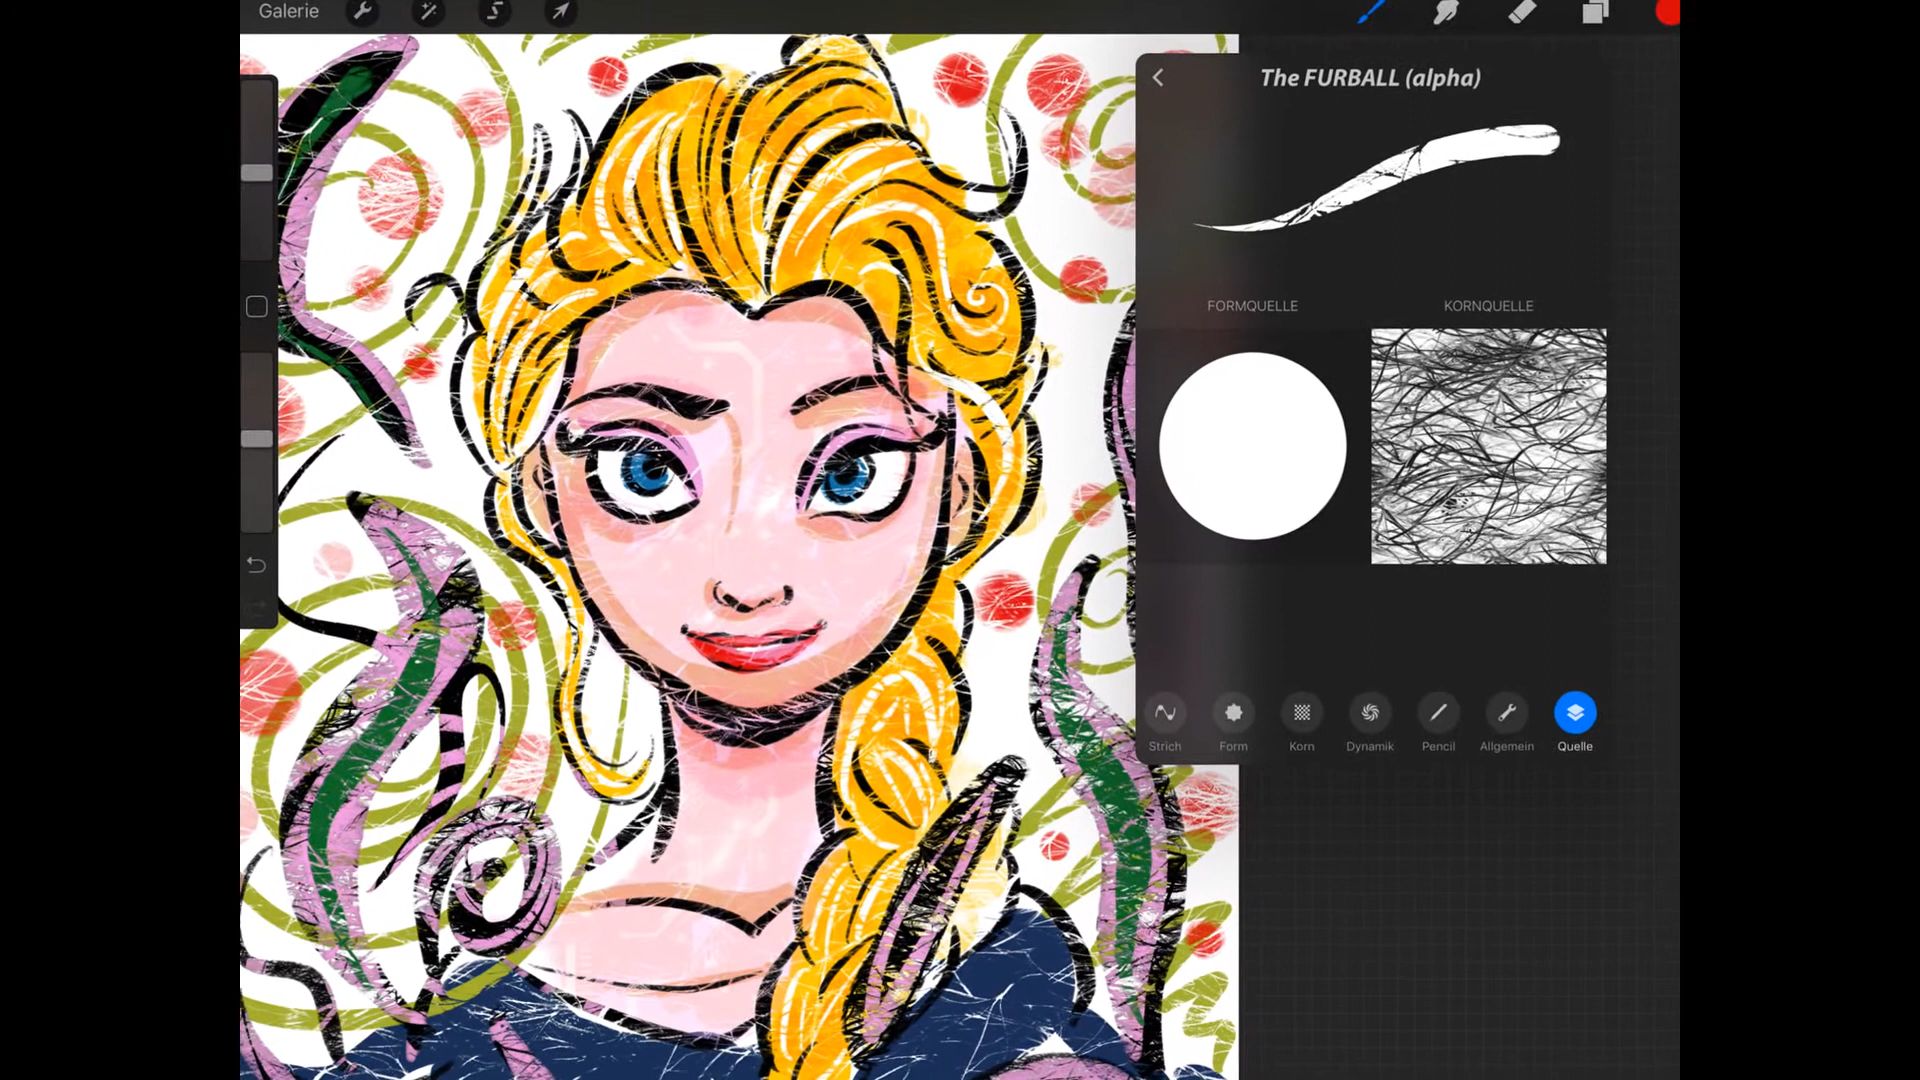 Galerie
The FURBALL (alpha)
FORMQUELLE
KORNQUELLE
Strich
Form
Korn
Dynamik
Pencil
Allgemein
Quelle